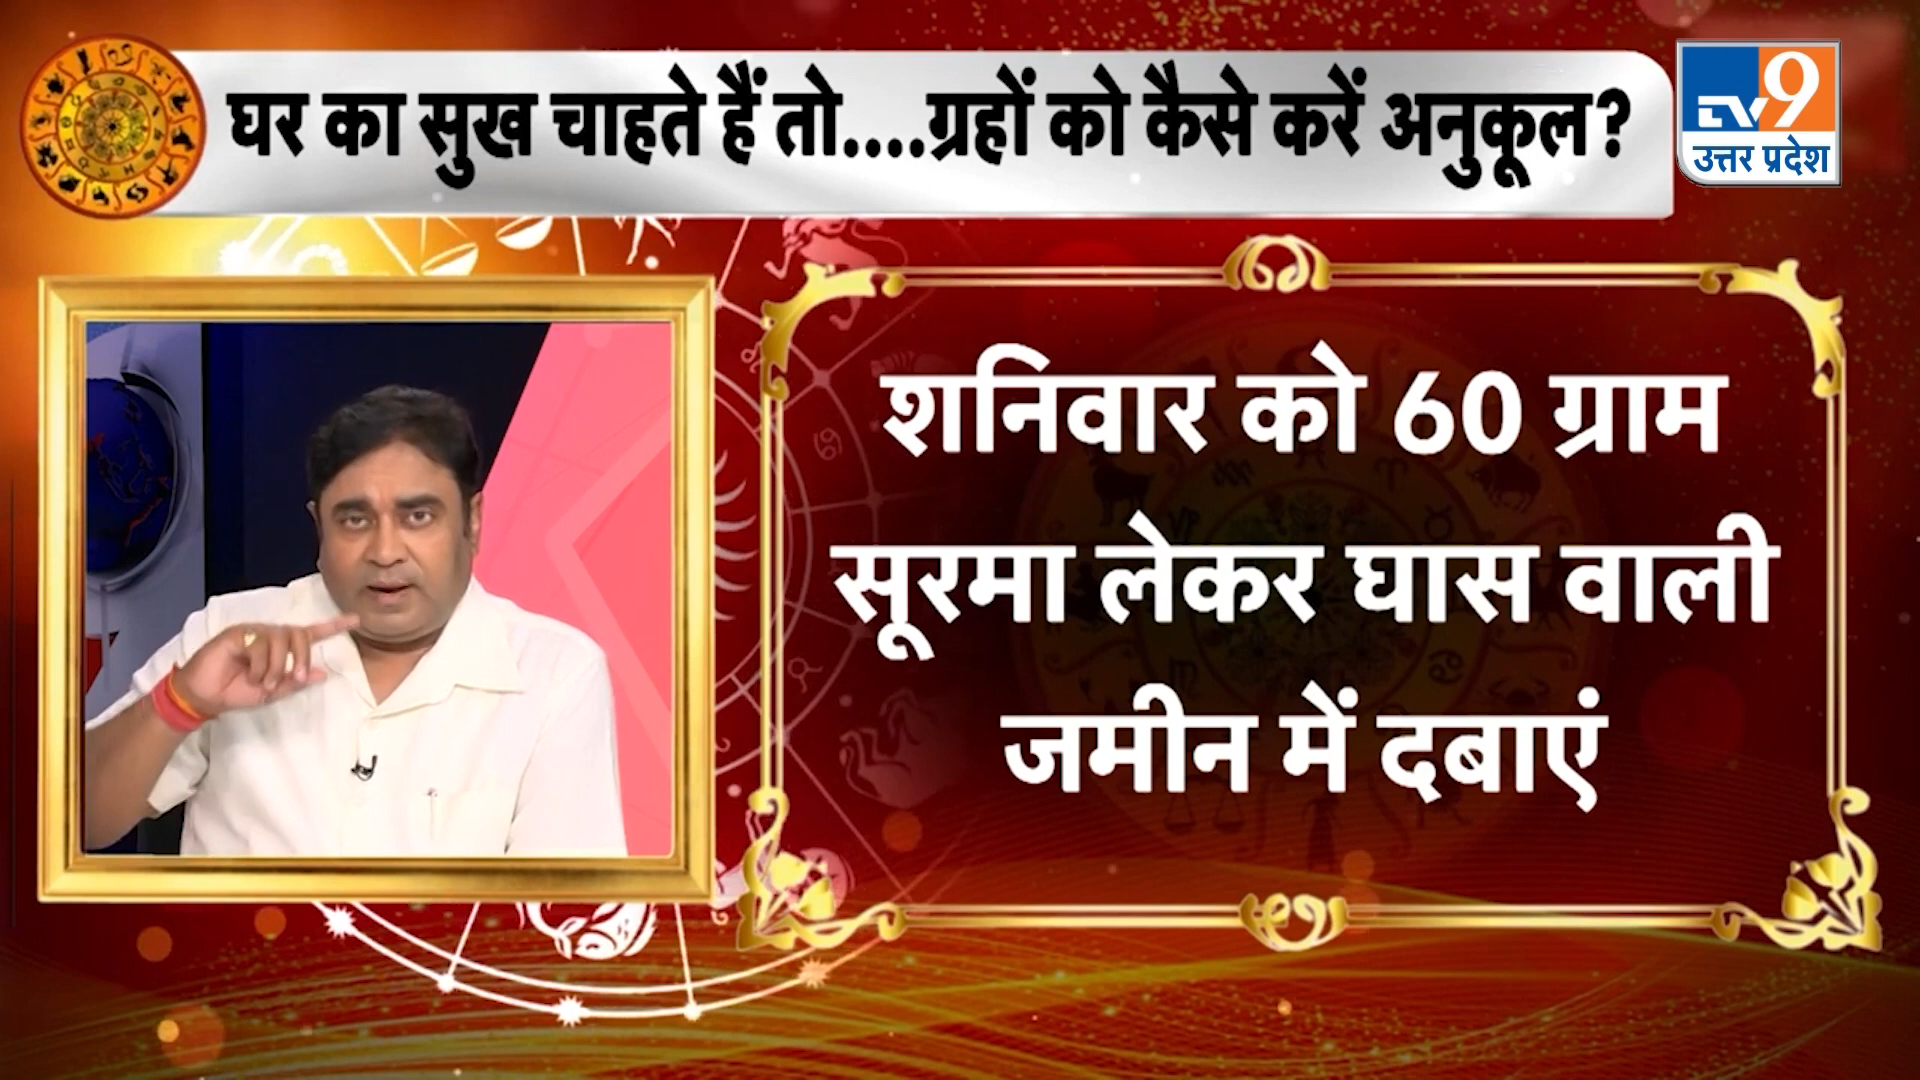 घर का सुख चाहते हैं तो....ग्रहों को कैसे करें अनुकूल?
TV9
उत्तर प्रदेश
शनिवार को 60 ग्राम
सूरमा लेकर घास वाली
जमीन में दबाएं